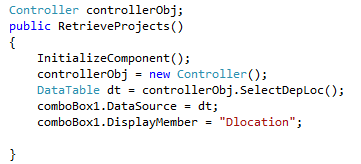 Controller controllerObj;
public RetrieveProjects()
{
    InitializeComponent();
    controllerObj = new Controller();
    DataTable dt = controllerObj.SelectDepLoc();
    comboBox1.DataSource = dt;
    comboBox1.DisplayMember = "Dlocation";
}